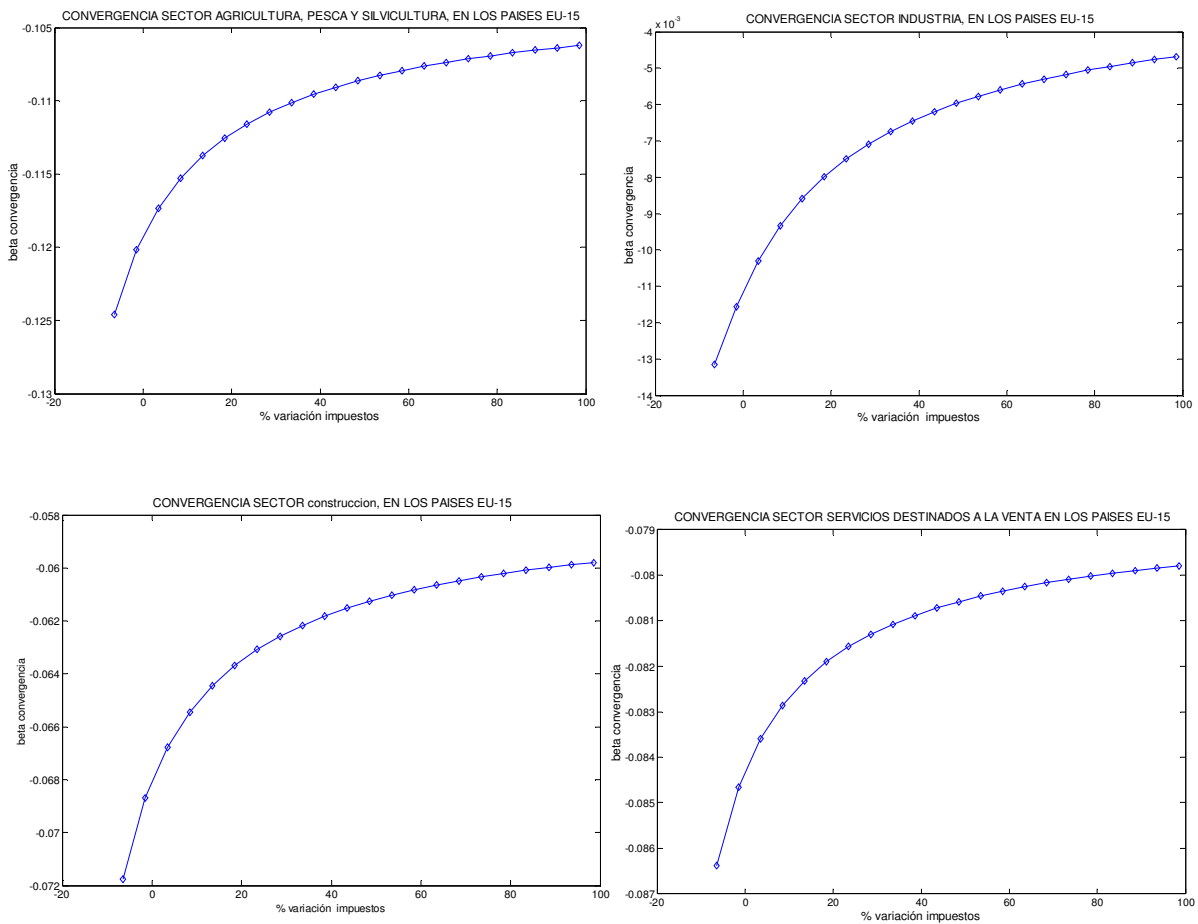 CONVERGENCIA SECTOR AGRICULTURA, PESCA Y SILVICULTURA, EN LOS PAISES EU-15
-0.105
-0.11
-0.115
-0.12
-0.125
-0.13
beta convergencia
-20 0 20 40 60 80 100
% variación impuestos
CONVERGENCIA SECTOR INDUSTRIA, EN LOS PAISES EU-15
x 10⁻³
-4
-5
-6
-7
-8
-9
-10
-11
-12
-13
-14
beta convergencia
-20 0 20 40 60 80 100
% variación impuestos
CONVERGENCIA SECTOR construccion, EN LOS PAISES EU-15
-0.058
-0.06
-0.062
-0.064
-0.066
-0.068
-0.07
-0.072
beta convergencia
-20 0 20 40 60 80 100
% variación impuestos
CONVERGENCIA SECTOR SERVICIOS DESTINADOS A LA VENTA EN LOS PAISES EU-15
-0.079
-0.08
-0.081
-0.082
-0.083
-0.084
-0.085
-0.086
-0.087
beta convergencia
-20 0 20 40 60 80 100
% variación impuestos